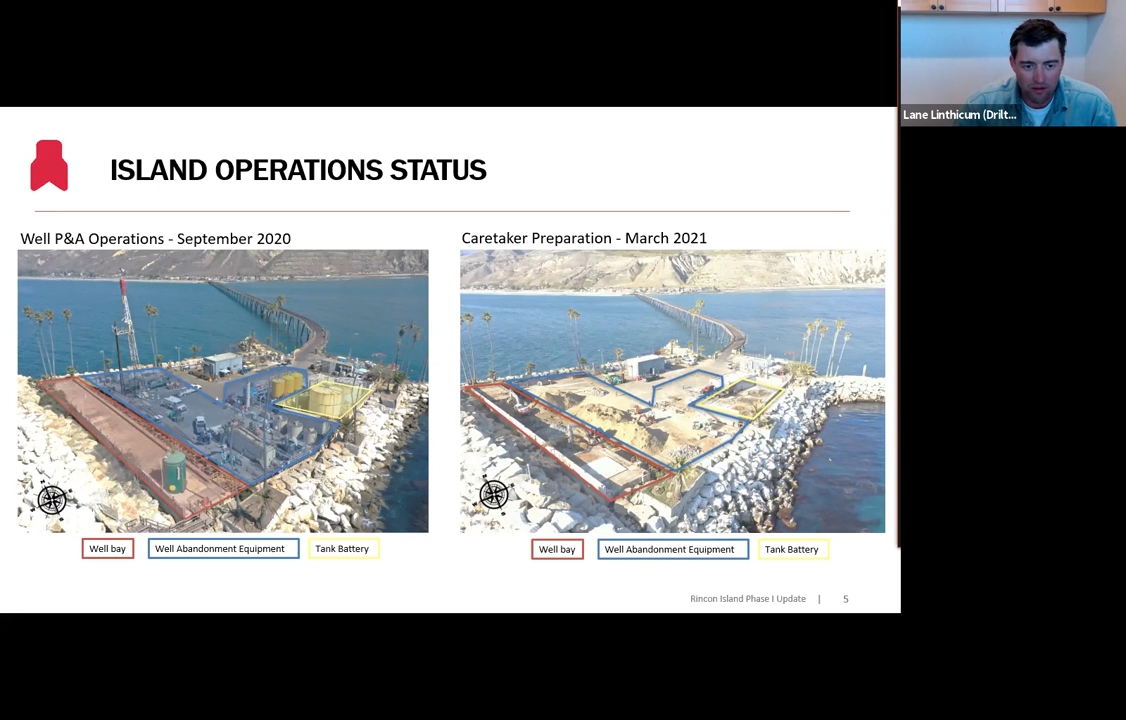 Lane Linthicum (Drilt...
ISLAND OPERATIONS STATUS
Well P&A Operations - September 2020
Caretaker Preparation - March 2021
Well bay
Well Abandonment Equipment
Tank Battery
Well bay
Well Abandonment Equipment
Tank Battery
Rincon Island Phase I Update | 5